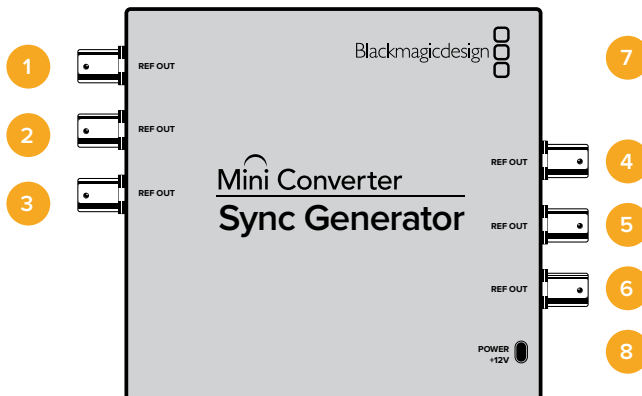 1
REF OUT
Blackmagicdesign
7
2
REF OUT
REF OUT
4
3
REF OUT
Mini Converter
Sync Generator
REF OUT
5
REF OUT
6
POWER
+12V
8